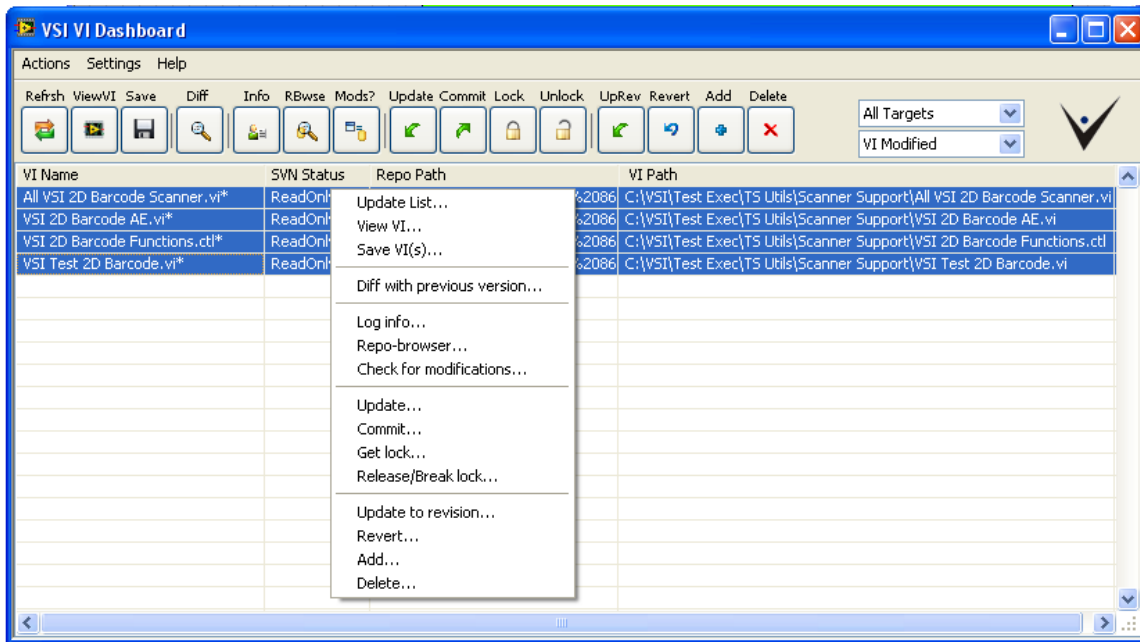 VSI VI Dashboard
Actions Settings Help
Refrsh ViewVI Save Diff Info RBwse Mods? Update Commit Lock Unlock UpRev Revert Add Delete
All Targets
VI Modified
VI Name SVN Status Repo Path VI Path
All VSI 2D Barcode Scanner.vi* %2086 C:\VSI\Test Exec\TS Utils\Scanner Support\All VSI 2D Barcode Scanner.vi
VSI 2D Barcode AE.vi* %2086 C:\VSI\Test Exec\TS Utils\Scanner Support\VSI 2D Barcode AE.vi
VSI 2D Barcode Functions.ctl* %2086 C:\VSI\Test Exec\TS Utils\Scanner Support\VSI 2D Barcode Functions.ctl
VSI Test 2D Barcode.vi* %2086 C:\VSI\Test Exec\TS Utils\Scanner Support\VSI Test 2D Barcode.vi
Update List...
View VI...
Save VI(s)...
Diff with previous version...
Log info...
Repo-browser...
Check for modifications...
Update...
Commit...
Get lock...
Release/Break lock...
Update to revision...
Revert...
Add...
Delete...